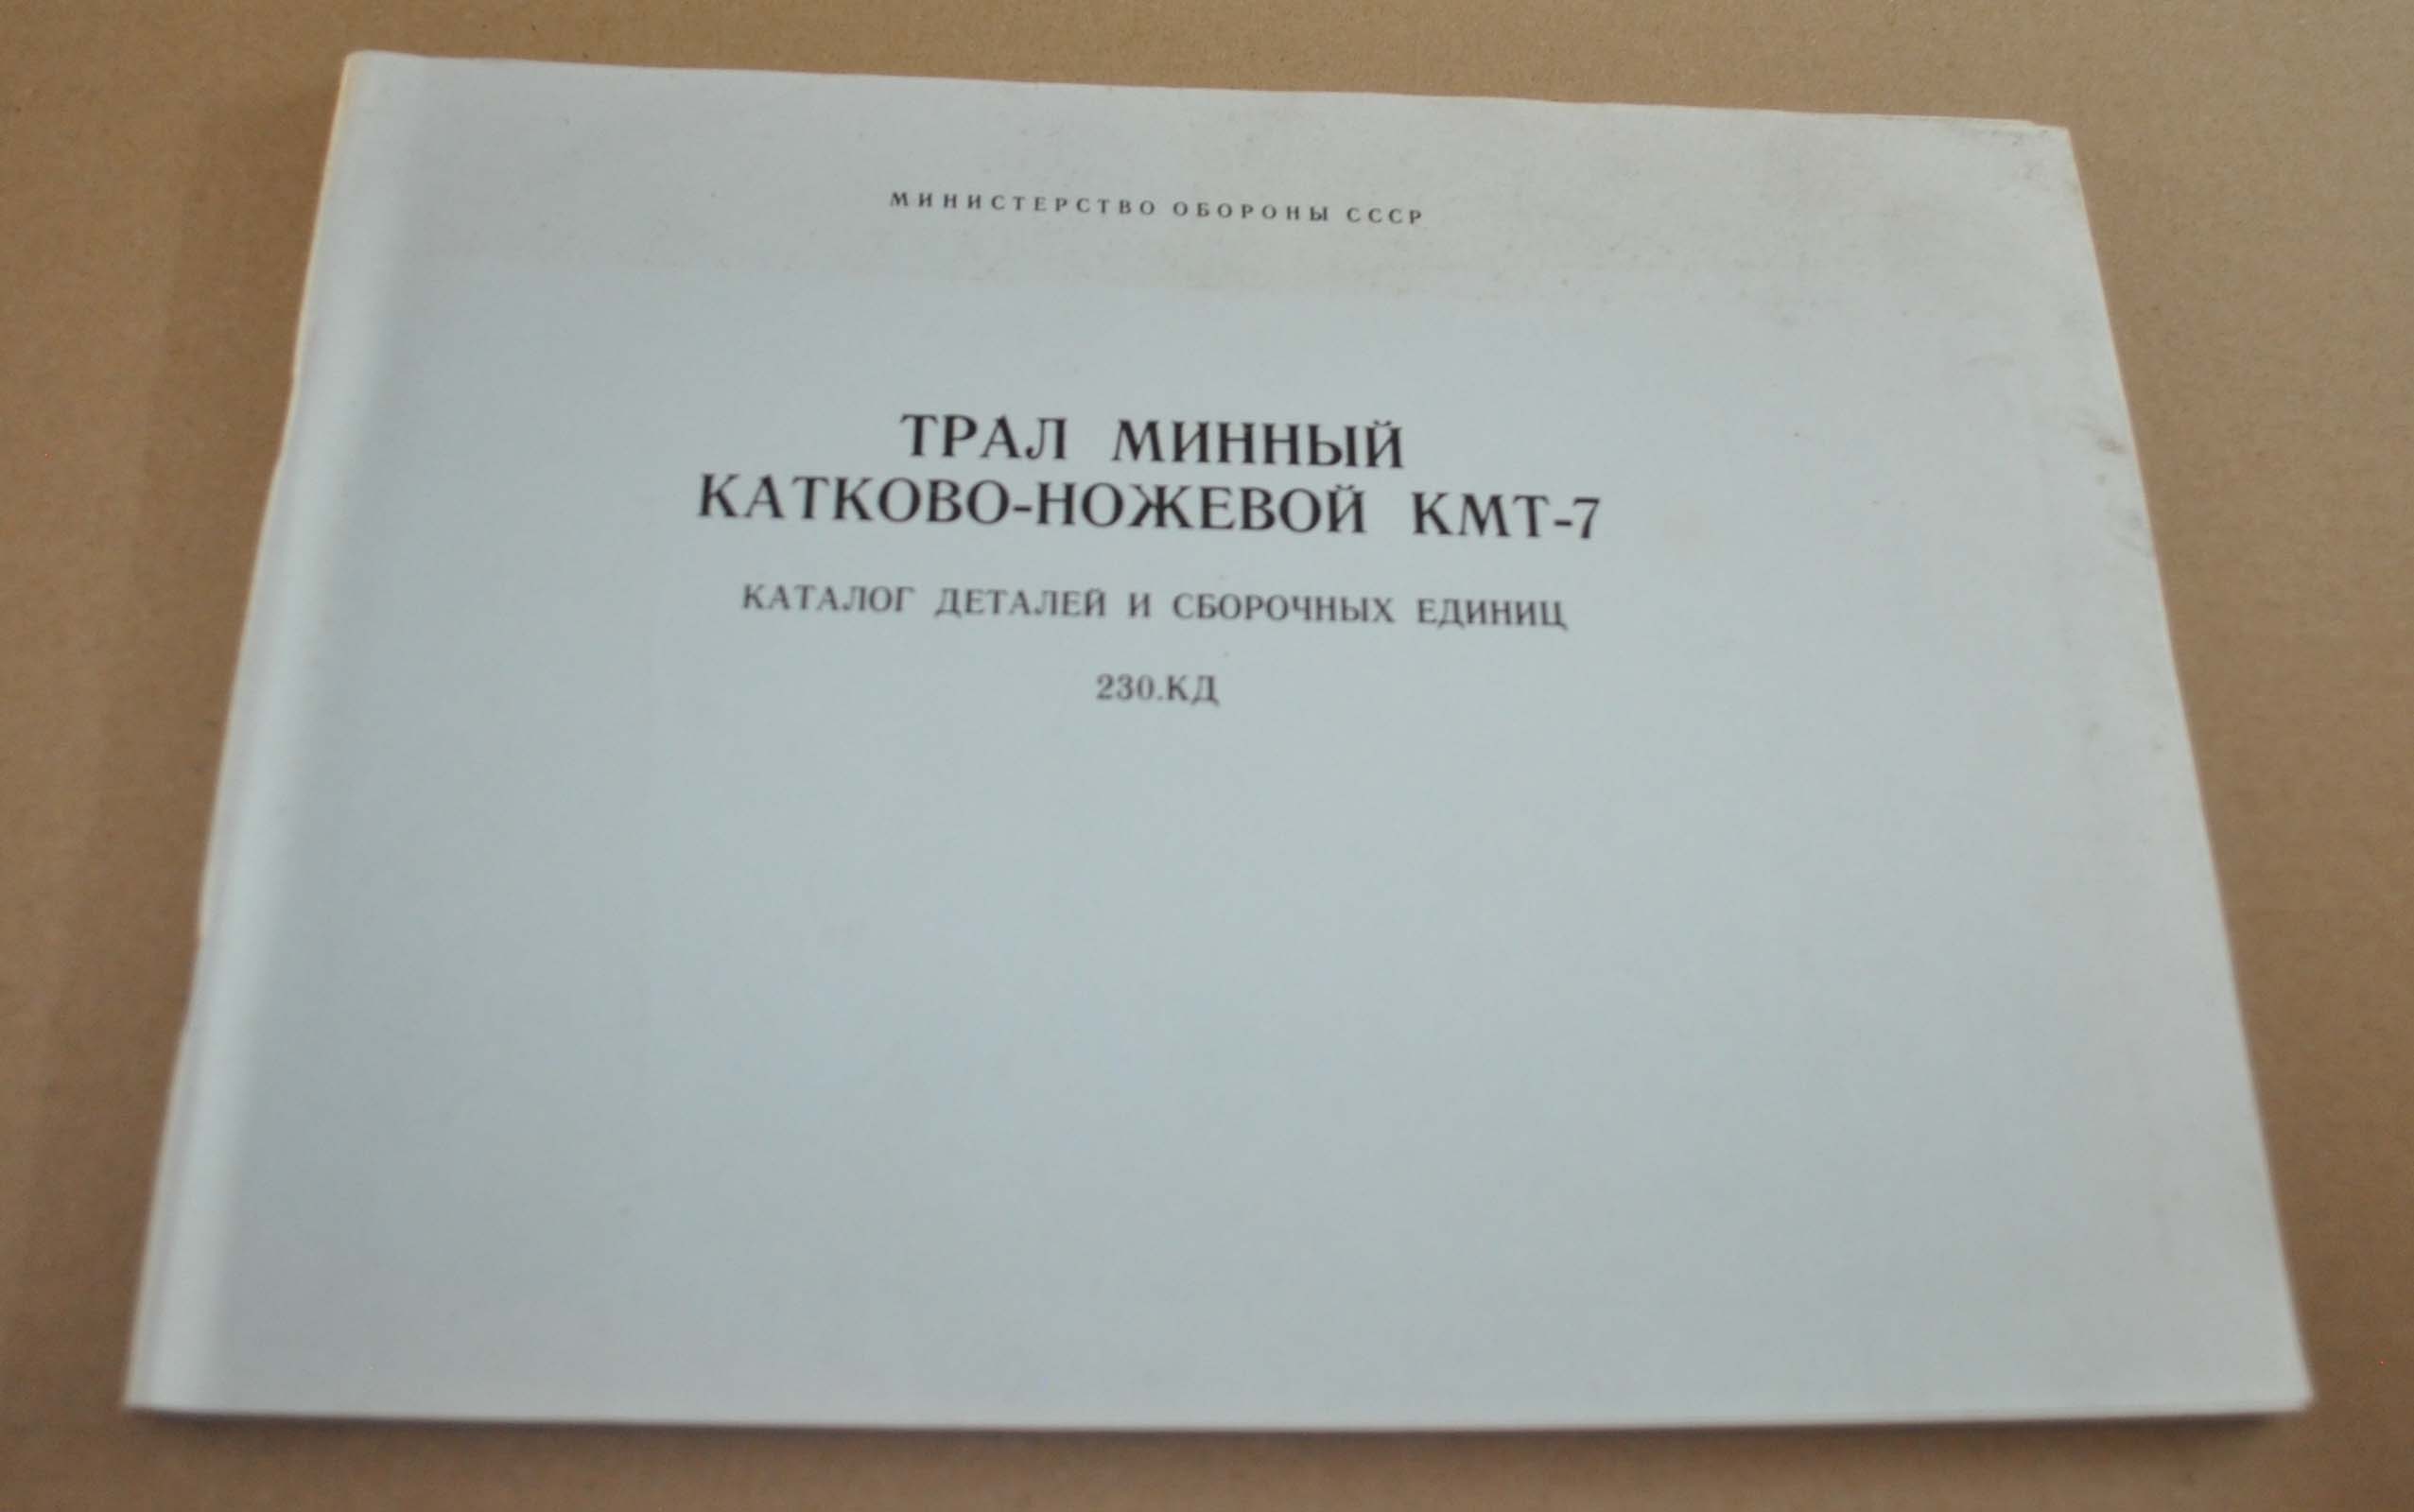 МИНИСТЕРСТВО ОБОРОНЫ СССР
ТРАЛ МИННЫЙ
КАТКОВО-НОЖЕВОЙ КМТ-7
КАТАЛОГ ДЕТАЛЕЙ И СБОРОЧНЫХ ЕДИНИЦ
230.КД